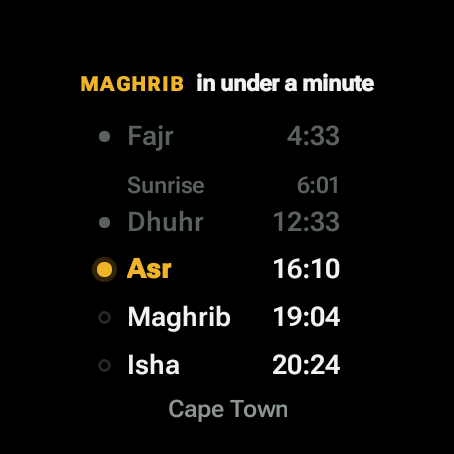 MAGHRIB in under a minute
Fajr 4:33
Sunrise 6:01
Dhuhr 12:33
Asr 16:10
Maghrib 19:04
Isha 20:24
Cape Town